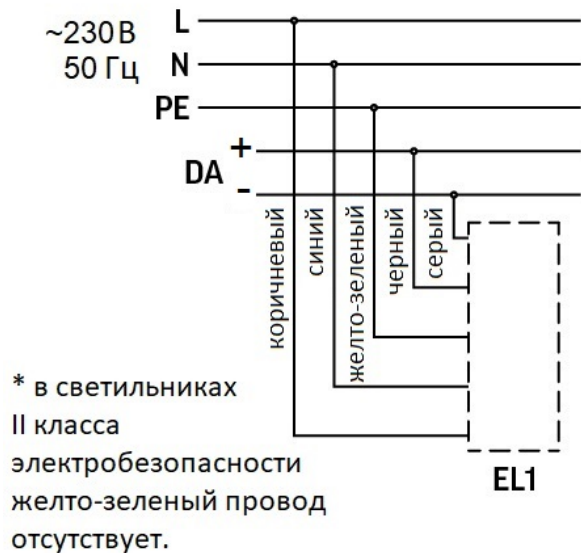 ~230 В
50 Гц
L
N
PE
DA
+
-
коричневый
синий
желто-зеленый
черный
серый
EL1
* в светильниках
II класса
электробезопасности
желто-зеленый провод
отсутствует.